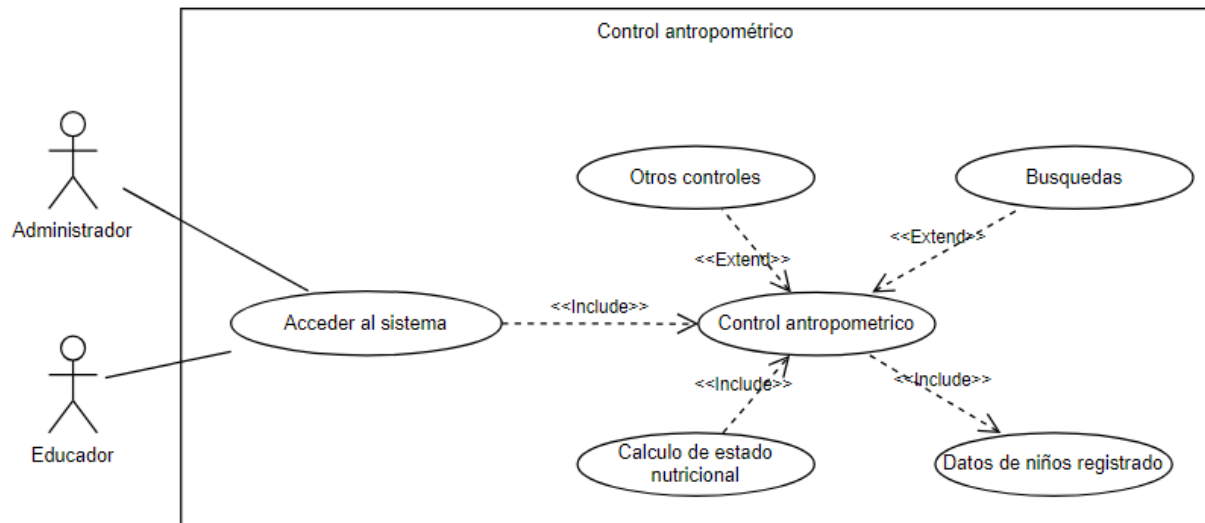 Control antropométrico
Otros controles
Busquedas
Administrador
<<Extend>>
<<Extend>>
<<Include>>
Acceder al sistema
Control antropometrico
<<Include>>
<<Include>>
Educador
Calculo de estado
nutricional
Datos de niños registrado